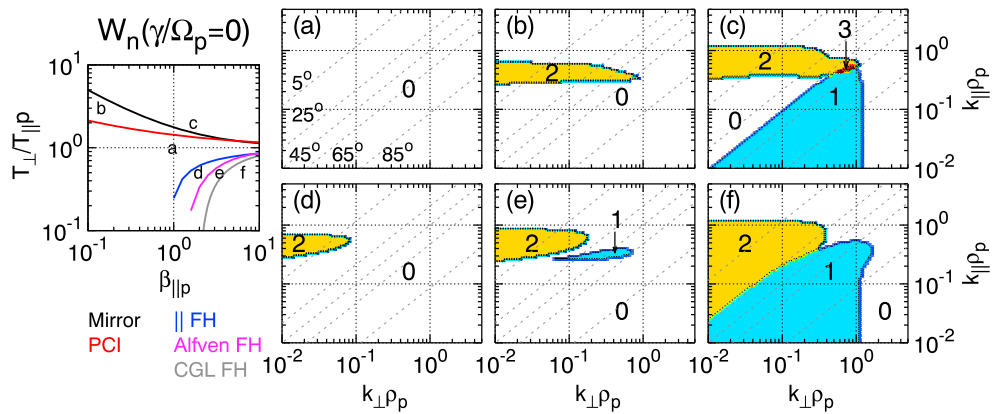 Wₙ(γ/Ωₚ=0)
T⊥/T||p
10¹
10⁰
10⁻¹
b
c
a
d e f
10⁻¹ 10⁰ 10¹
β||p
Mirror || FH
PCI Alfven FH
CGL FH
(a)
0
5°
25°
45° 65° 85°
(b)
2
0
(c)
3
2
1
0
10⁰
10⁻¹
10⁻²
k||ρₚ
(d)
2
0
10⁻² 10⁻¹ 10⁰
k⊥ρₚ
(e)
1
2
0
10⁻² 10⁻¹ 10⁰
k⊥ρₚ
(f)
2
1
0
10⁻² 10⁻¹ 10⁰
k⊥ρₚ
10⁰
10⁻¹
10⁻²
k||ρₚ